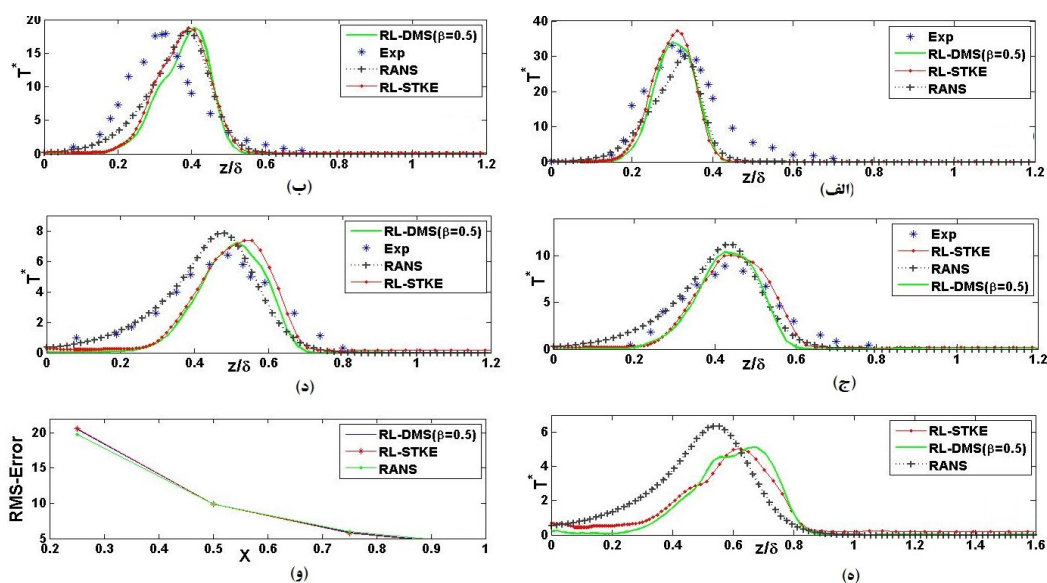 20
15
10
5
0
T*
0
0.2
0.4
0.6
0.8
1
1.2
z/δ
RL-DMS(β=0.5)
Exp
RANS
RL-STKE
(ب)
40
30
20
10
0
T*
0
0.2
0.4
0.6
0.8
1
1.2
z/δ
Exp
RL-DMS(β=0.5)
RL-STKE
RANS
(الف)
8
6
4
2
0
T*
0
0.2
0.4
0.6
0.8
1
1.2
z/δ
RL-DMS(β=0.5)
Exp
RANS
RL-STKE
(د)
10
5
0
T*
0
0.2
0.4
0.6
0.8
1
1.2
z/δ
Exp
RL-STKE
RANS
RL-DMS(β=0.5)
(ج)
20
15
10
5
RMS-Error
0.2
0.3
0.4
0.5
0.6
0.7
0.8
0.9
1
X
RL-DMS(β=0.5)
RL-STKE
RANS
(و)
6
4
2
0
T*
0
0.2
0.4
0.6
0.8
1
1.2
1.4
1.6
z/δ
RL-STKE
RL-DMS(β=0.5)
RANS
(ه)